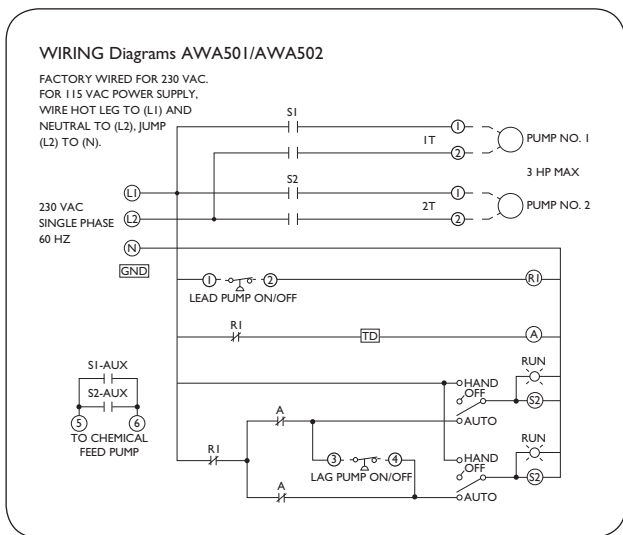 WIRING Diagrams AWA501/AWA502
FACTORY WIRED FOR 230 VAC.
FOR 115 VAC POWER SUPPLY,
WIRE HOT LEG TO (L1) AND
NEUTRAL TO (L2), JUMP
(L2) TO (N).
S1
1
1T
PUMP NO. 1
2
3 HP MAX
S2
L1
1
230 VAC
SINGLE PHASE
60 HZ
2T
PUMP NO. 2
L2
2
N
GND
1
2
R1
LEAD PUMP ON/OFF
R1
TD
A
RUN
S1-AUX
HAND
OFF
S2-AUX
S2
5
6
A
AUTO
TO CHEMICAL
FEED PUMP
RUN
R1
3
4
HAND
OFF
LAG PUMP ON/OFF
S2
A
AUTO